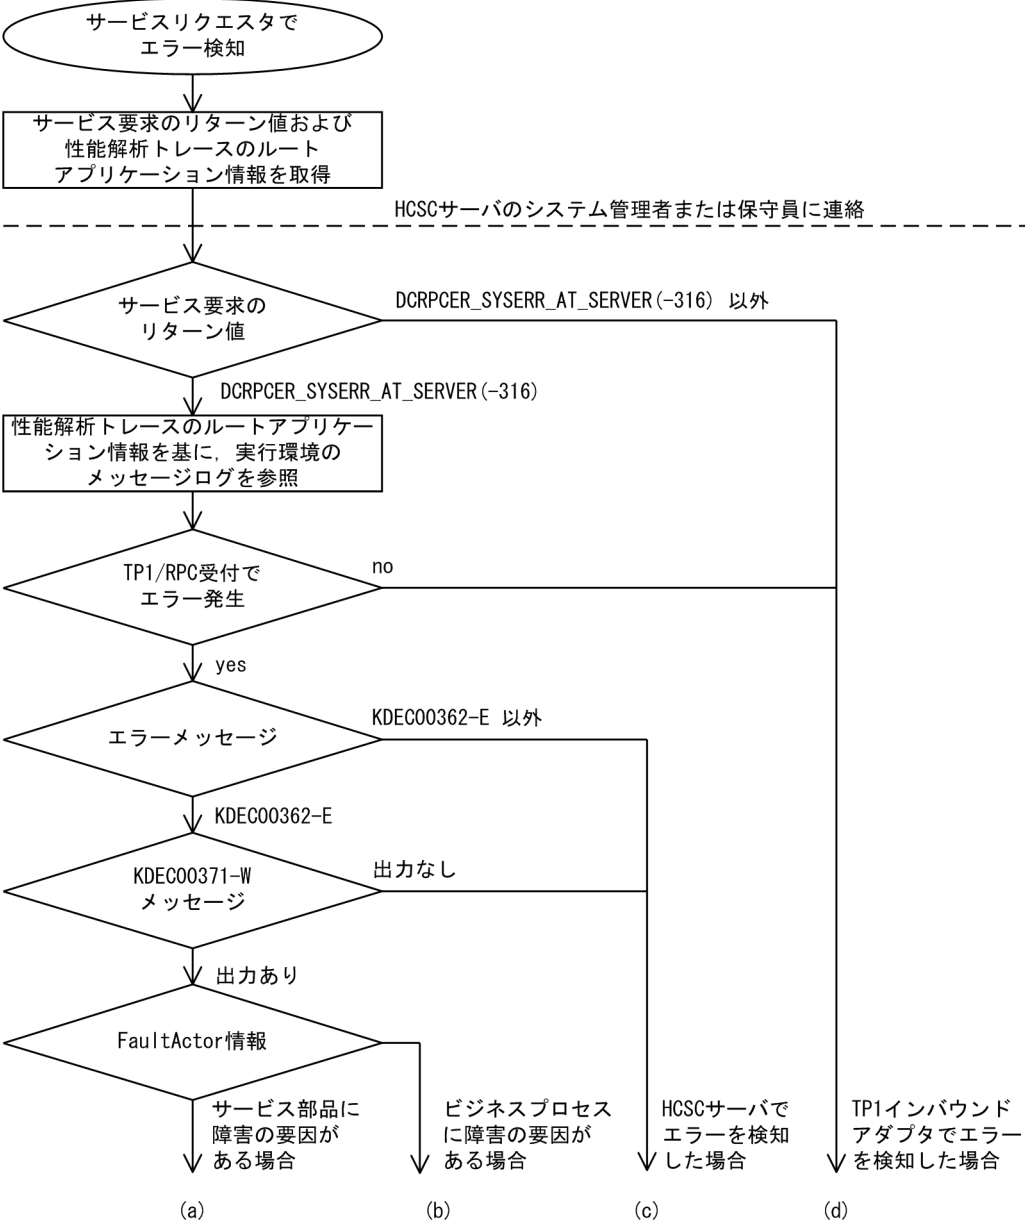 サービスリクエスタで
エラー検知
サービス要求のリターン値および
性能解析トレースのルート
アプリケーション情報を取得
HCSCサーバのシステム管理者または保守員に連絡
サービス要求の
リターン値
DCRPCER_SYSERR_AT_SERVER(-316) 以外
DCRPCER_SYSERR_AT_SERVER(-316)
性能解析トレースのルートアプリケー
ション情報を基に，実行環境の
メッセージログを参照
TP1/RPC受付で
エラー発生
no
yes
エラーメッセージ
KDEC00362-E 以外
KDEC00362-E
KDEC00371-W
メッセージ
出力なし
出力あり
FaultActor情報
サービス部品に
障害の要因が
ある場合
ビジネスプロセス
に障害の要因が
ある場合
HCSCサーバで
エラーを検知
した場合
TP1インバウンド
アダプタでエラー
を検知した場合
(a)
(b)
(c)
(d)